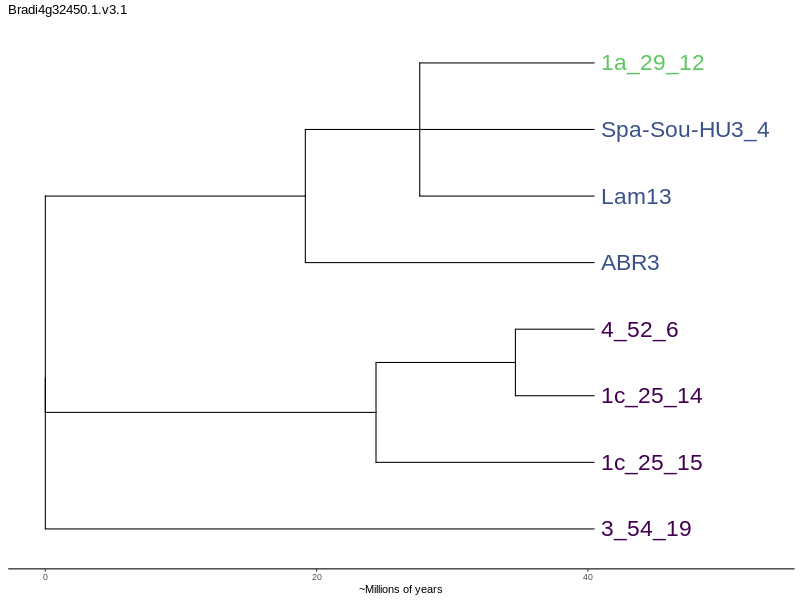 Bradi4g32450.1.v3.1
1a_29_12
Spa-Sou-HU3_4
Lam13
ABR3
4_52_6
1c_25_14
1c_25_15
3_54_19
0 20 40
~Millions of years